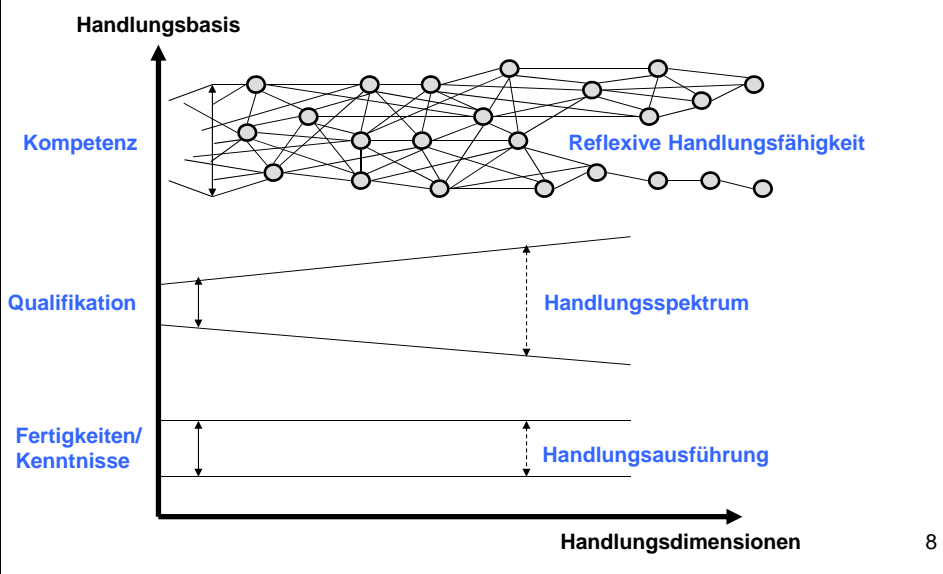 Handlungsbasis
Kompetenz
Reflexive Handlungsfähigkeit
Qualifikation
Handlungsspektrum
Fertigkeiten/
Kenntnisse
Handlungsausführung
Handlungsdimensionen
8